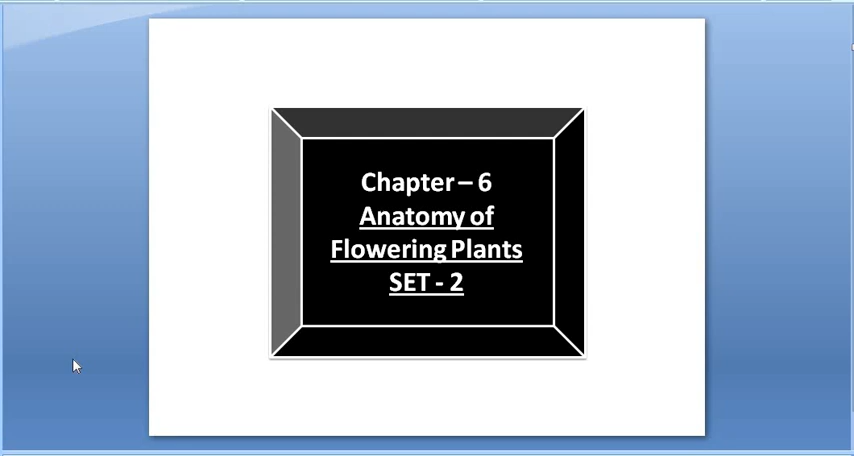 Chapter – 6
Anatomy of
Flowering Plants
SET - 2